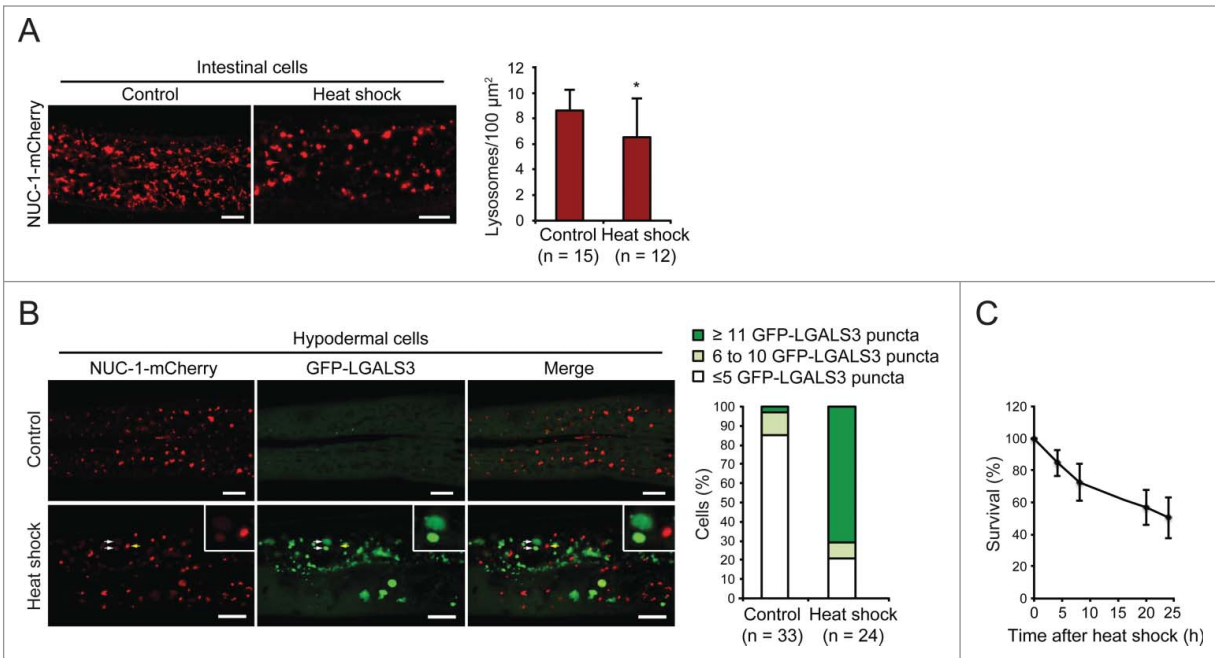 A
Intestinal cells
Control Heat shock
NUC-1-mCherry
Lysosomes/100 µm²
12
10
8
6
4
2
0
*
Control Heat shock
(n = 15) (n = 12)
B
Hypodermal cells
NUC-1-mCherry GFP-LGALS3 Merge
Control
Heat shock
≥ 11 GFP-LGALS3 puncta
6 to 10 GFP-LGALS3 puncta
≤5 GFP-LGALS3 puncta
Cells (%)
100
90
80
70
60
50
40
30
20
10
0
Control Heat shock
(n = 33) (n = 24)
C
Survival (%)
120
100
80
60
40
20
0
0 5 10 15 20 25
Time after heat shock (h)